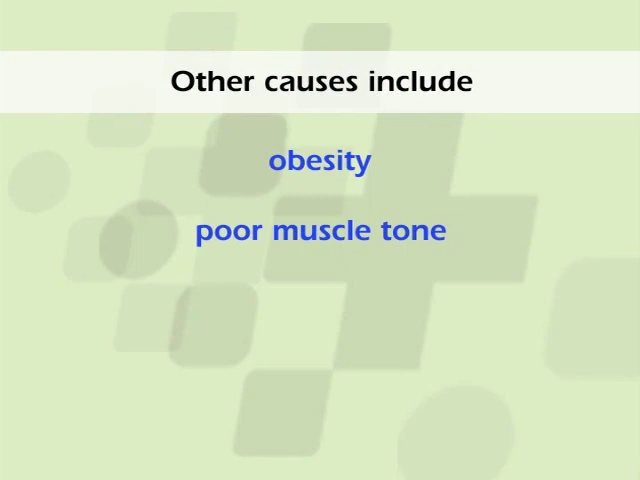 Other causes include
obesity
poor muscle tone